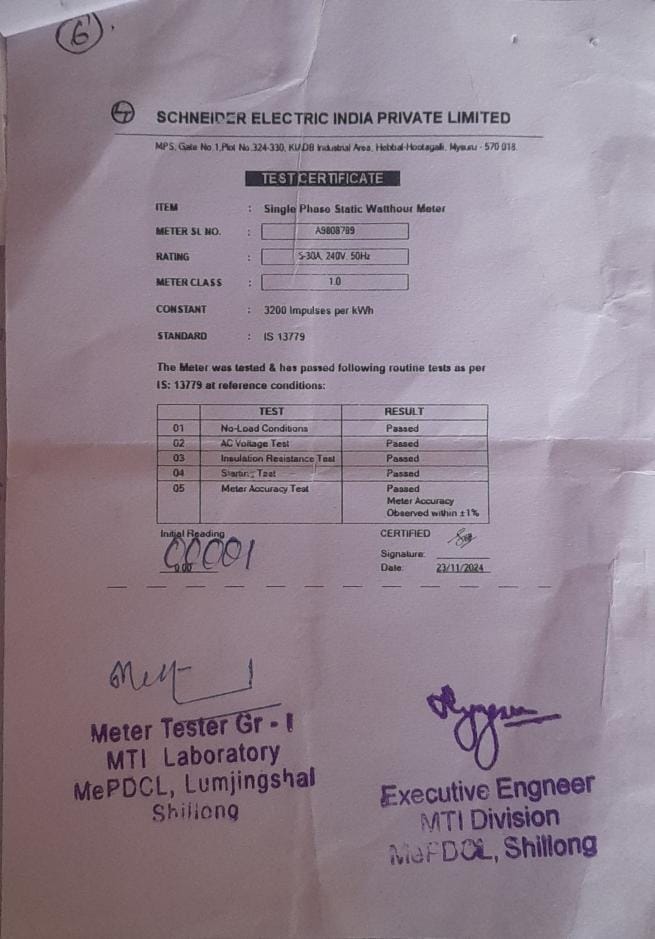 6
SCHNEIDER ELECTRIC INDIA PRIVATE LIMITED
MPS, Gate No.1,Plot No.324-330, KIADB Industrial Area, Hebbal-Hootagalli, Mysuru - 570 018.
TEST CERTIFICATE
ITEM : Single Phase Static Watthour Meter
METER SL NO. : A9808789
RATING : 5-30A, 240V, 50Hz
METER CLASS : 1.0
CONSTANT : 3200 Impulses per kWh
STANDARD : IS 13779
The Meter was tested & has passed following routine tests as per
IS: 13779 at reference conditions:
TEST RESULT
01 No-Load Conditions Passed
02 AC Voltage Test Passed
03 Insulation Resistance Test Passed
04 Starting Test Passed
05 Meter Accuracy Test Passed
Meter Accuracy
Observed within ±1%
Initial Reading CERTIFIED
00001
0.00
Signature:
Date: 23/11/2024
Meter Tester Gr - I
MTI Laboratory
MePDCL, Lumjingshai
Shillong
Executive Engneer
MTI Division
MePDCL, Shillong